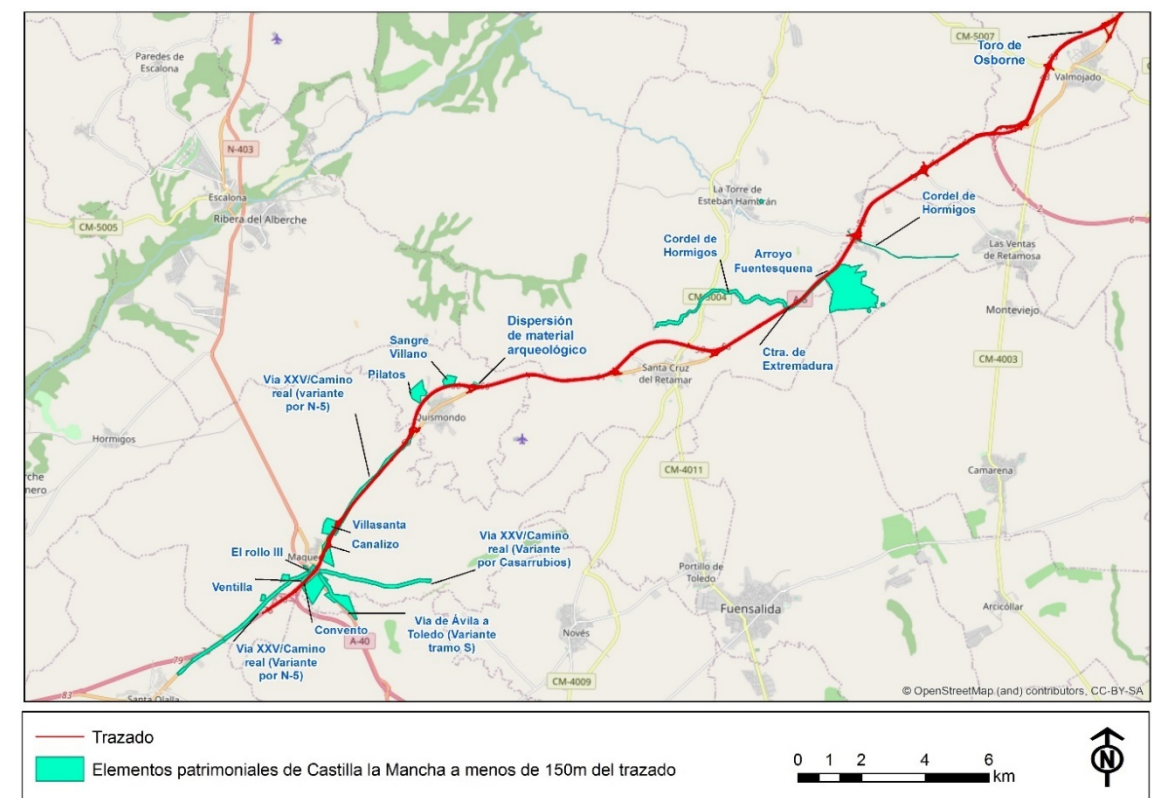 CM-5007
Toro de
Osborne
Valmojado
Paredes de
Escalona
N-403
Escalona
Ribera del Alberche
CM-5005
La Torre de
Esteban Hambrán
Cordel de
Hormigos
Las Ventas
de Retamosa
Cordel de
Hormigos
Arroyo
Fuentesquena
A-5
Monteviejo
Dispersión
de material
arqueológico
Ctra. de
Extremadura
CM-4003
Sangre
Villano
Pilatos
Santa Cruz
del Retamar
Via XXV/Camino
real (variante
por N-5)
Quismondo
Hormigos
CM-4011
Camarena
Villasanta
Canalizo
Via XXV/Camino
real (Variante
por Casarrubios)
El rollo III
Ventilla
Portillo de
Toledo
Fuensalida
Arcicóllar
Convento
Via de Ávila a
Toledo (Variante
tramo S)
Novés
A-40
Via XXV/Camino
real (Variante
por N-5)
79
83
Santa Olalla
CM-4009
© OpenStreetMap (and) contributors, CC-BY-SA
Trazado
Elementos patrimoniales de Castilla la Mancha a menos de 150m del trazado
0 1 2 4 6
km
N